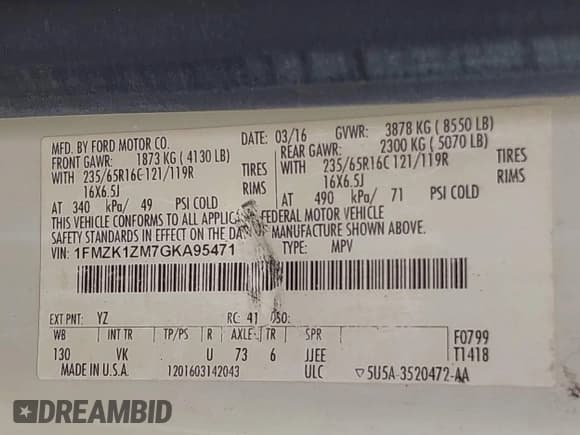 MFD. BY FORD MOTOR CO.
DATE: 03/16 GVWR: 3878 KG ( 8550 LB)
FRONT GAWR: 1873 KG ( 4130 LB) REAR GAWR: 2300 KG ( 5070 LB)
WITH 235/65R16C 121/119R TIRES WITH 235/65R16C 121/119R TIRES
16X6.5J RIMS 16X6.5J RIMS
AT 340 kPa/ 49 PSI COLD AT 490 kPa/ 71 PSI COLD
THIS VEHICLE CONFORMS TO ALL FEDERAL MOTOR VEHICLE
SAFETY STANDARDS IN EFFECT ON THE OF MANUFACTURE SHOWN ABOVE.
VIN: 1FMZK1ZM7GKA95471 TYPE: MPV
EXT PNT: YZ RC: 41 DSO:
WB INT TR TP/PS R AXLE TR SPR F0799
130 VK U 73 6 JJEE T1418
MADE IN U.S.A. 1201603142043 ULC ▽5U5A-3520472-AA
DREAMBID